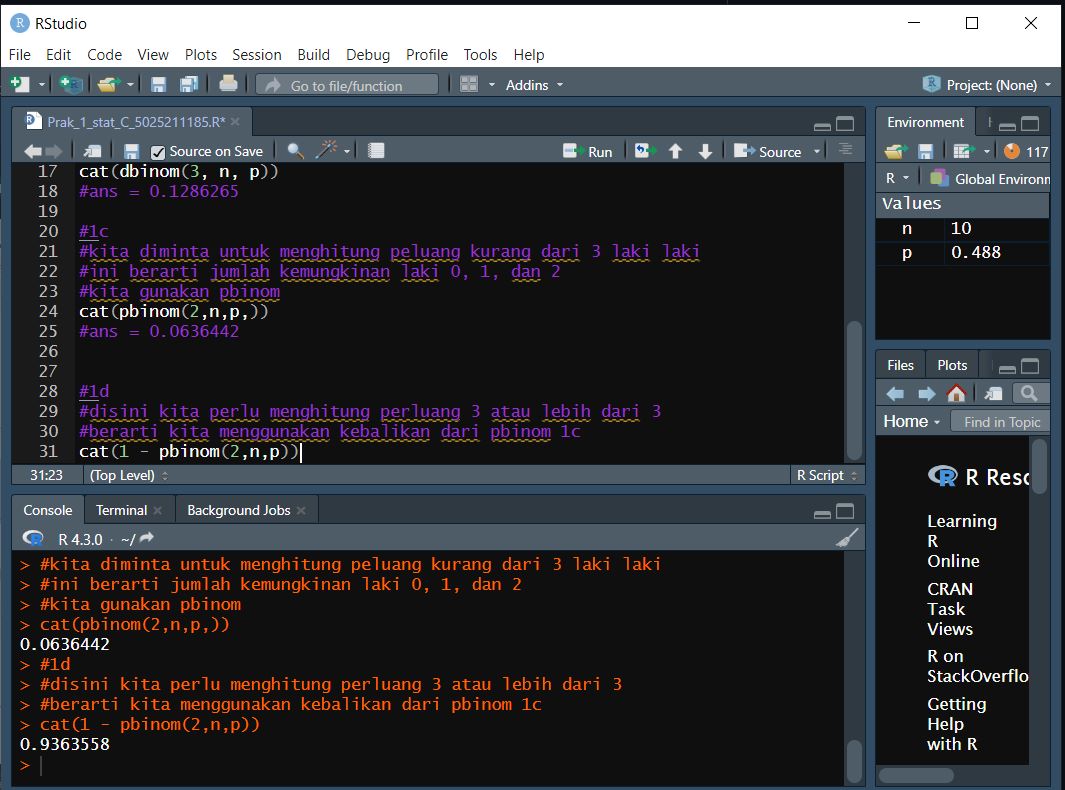 RStudio
File Edit Code View Plots Session Build Debug Profile Tools Help
Go to file/function Addins Project: (None)
Prak_1_stat_C_5025211185.R*
Source on Save Run Source
17 cat(dbinom(3, n, p))
18 #ans = 0.1286265
19
20 #1c
21 #kita diminta untuk menghitung peluang kurang dari 3 laki laki
22 #ini berarti jumlah kemungkinan laki 0, 1, dan 2
23 #kita gunakan pbinom
24 cat(pbinom(2,n,p,))
25 #ans = 0.0636442
26
27
28 #1d
29 #disini kita perlu menghitung perluang 3 atau lebih dari 3
30 #berarti kita menggunakan kebalikan dari pbinom 1c
31 cat(1 - pbinom(2,n,p))
31:23 (Top Level) R Script
Console Terminal Background Jobs
R 4.3.0 · ~/
> #kita diminta untuk menghitung peluang kurang dari 3 laki laki
> #ini berarti jumlah kemungkinan laki 0, 1, dan 2
> #kita gunakan pbinom
> cat(pbinom(2,n,p,))
0.0636442
> #1d
> #disini kita perlu menghitung perluang 3 atau lebih dari 3
> #berarti kita menggunakan kebalikan dari pbinom 1c
> cat(1 - pbinom(2,n,p))
0.9363558
>
Environment
117
R Global Environn
Values
n 10
p 0.488
Files Plots
Home Find in Topic
R Reso
Learning
R
Online
CRAN
Task
Views
R on
StackOverflo
Getting
Help
with R